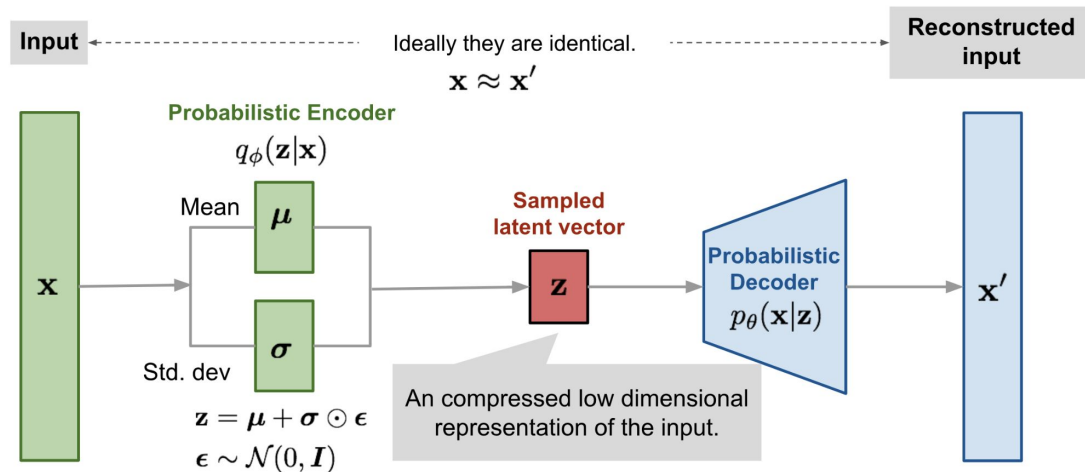 Input
Ideally they are identical.
x ≈ x′
Reconstructed
input
Probabilistic Encoder
qϕ(z|x)
Mean
μ
x
Std. dev
σ
z = μ + σ ⊙ ϵ
ϵ ∼ 𝒩(0, I)
Sampled
latent vector
z
An compressed low dimensional
representation of the input.
Probabilistic
Decoder
pθ(x|z)
x′